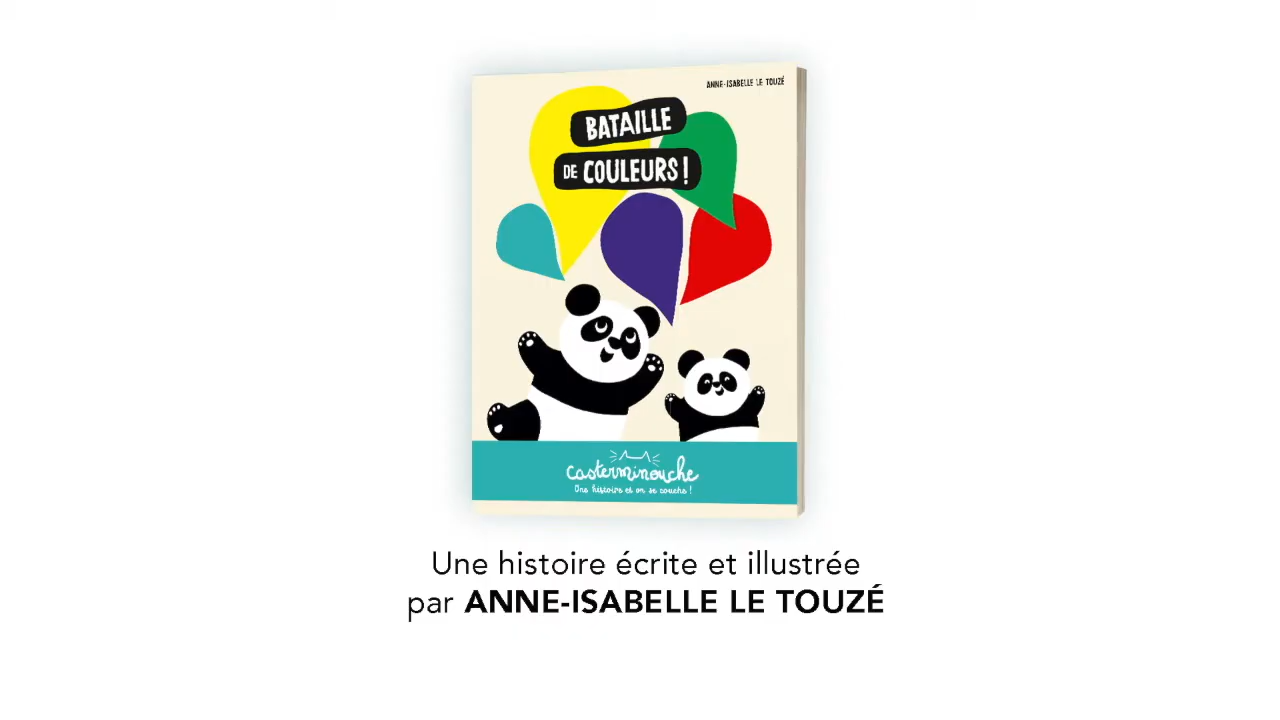 ANNE-ISABELLE LE TOUZÉ
BATAILLE
DE COULEURS !
casterminouche
Une histoire et on se couche !
Une histoire écrite et illustrée
par ANNE-ISABELLE LE TOUZÉ